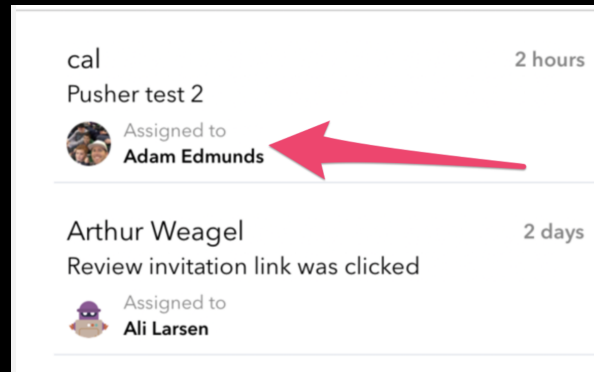 cal
2 hours
Pusher test 2
Assigned to
Adam Edmunds
Arthur Weagel
2 days
Review invitation link was clicked
Assigned to
Ali Larsen